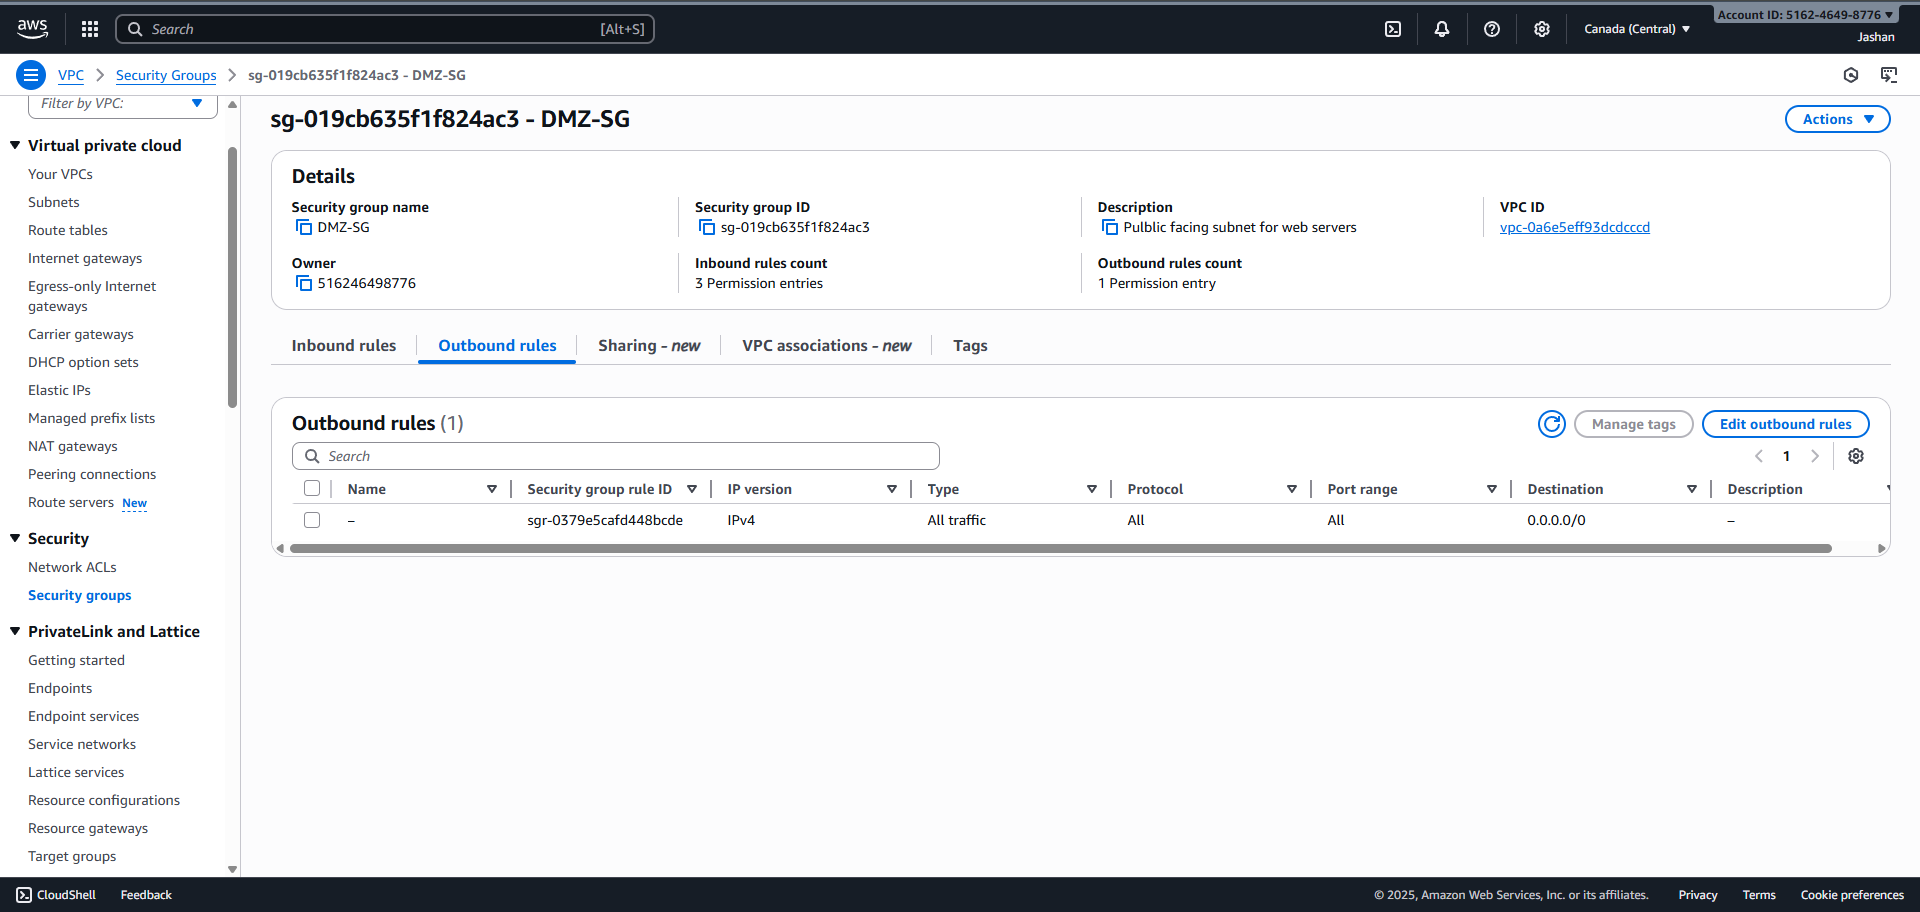 aws
Search [Alt+S]
Canada (Central)
Account ID: 5162-4649-8776
Jashan
VPC
Security Groups
sg-019cb635f1f824ac3 - DMZ-SG
Filter by VPC:
Virtual private cloud
Your VPCs
Subnets
Route tables
Internet gateways
Egress-only Internet
gateways
Carrier gateways
DHCP option sets
Elastic IPs
Managed prefix lists
NAT gateways
Peering connections
Route servers New
Security
Network ACLs
Security groups
PrivateLink and Lattice
Getting started
Endpoints
Endpoint services
Service networks
Lattice services
Resource configurations
Resource gateways
Target groups
sg-019cb635f1f824ac3 - DMZ-SG
Actions
Details
Security group name
DMZ-SG
Security group ID
sg-019cb635f1f824ac3
Description
Pulblic facing subnet for web servers
VPC ID
vpc-0a6e5eff93dcdcccd
Owner
516246498776
Inbound rules count
3 Permission entries
Outbound rules count
1 Permission entry
Inbound rules
Outbound rules
Sharing - new
VPC associations - new
Tags
Outbound rules (1)
Manage tags
Edit outbound rules
Search
1
Name Security group rule ID IP version Type Protocol Port range Destination Description
– sgr-0379e5cafd448bcde IPv4 All traffic All All 0.0.0.0/0 –
CloudShell Feedback
© 2025, Amazon Web Services, Inc. or its affiliates. Privacy Terms Cookie preferences